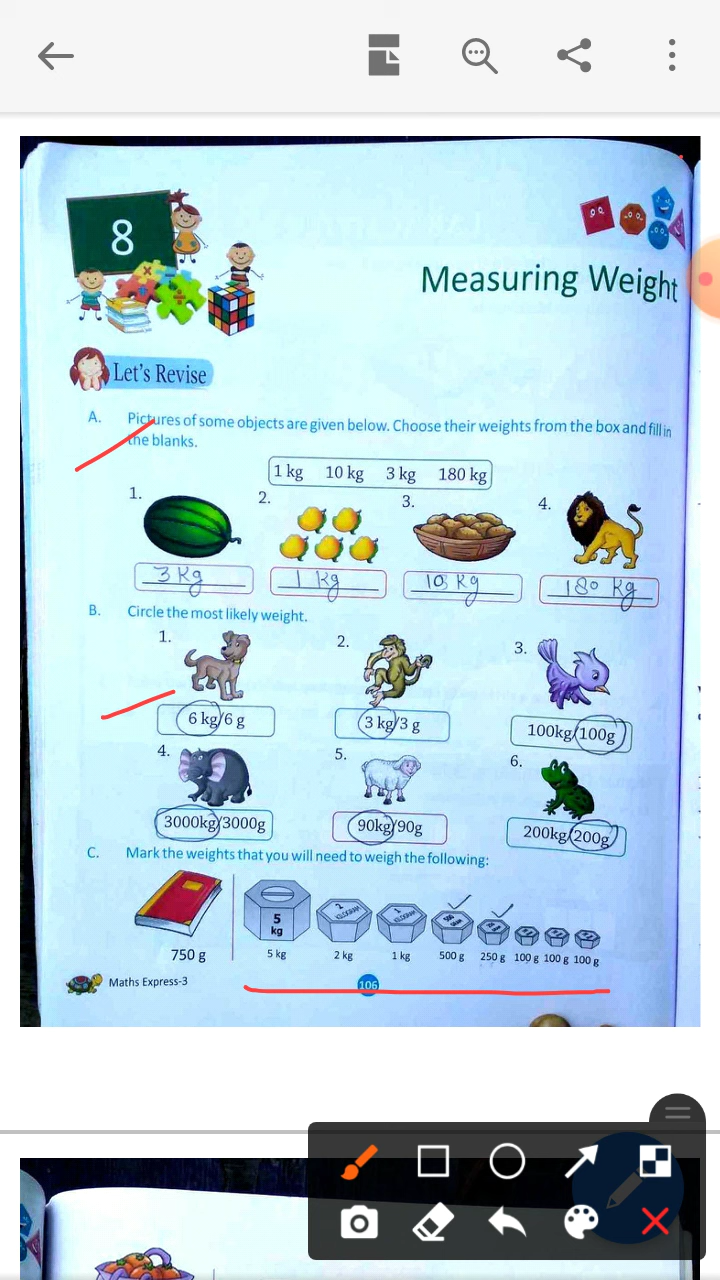 8
Measuring Weight
Let's Revise
A. Pictures of some objects are given below. Choose their weights from the box and fill in
the blanks.
1 kg 10 kg 3 kg 180 kg
1. 2. 3. 4.
3 Kg 1 kg 10 Kg 180 kg
B. Circle the most likely weight.
1. 2. 3.
6 kg/6 g 3 kg/3 g 100kg/100g
4. 5. 6.
3000kg/3000g 90kg/90g 200kg/200g
C. Mark the weights that you will need to weigh the following:
5
kg
2
KILOGRAM
1
KILOGRAM
750 g 5 kg 2 kg 1 kg 500 g 250 g 100 g 100 g 100 g
Maths Express-3 106